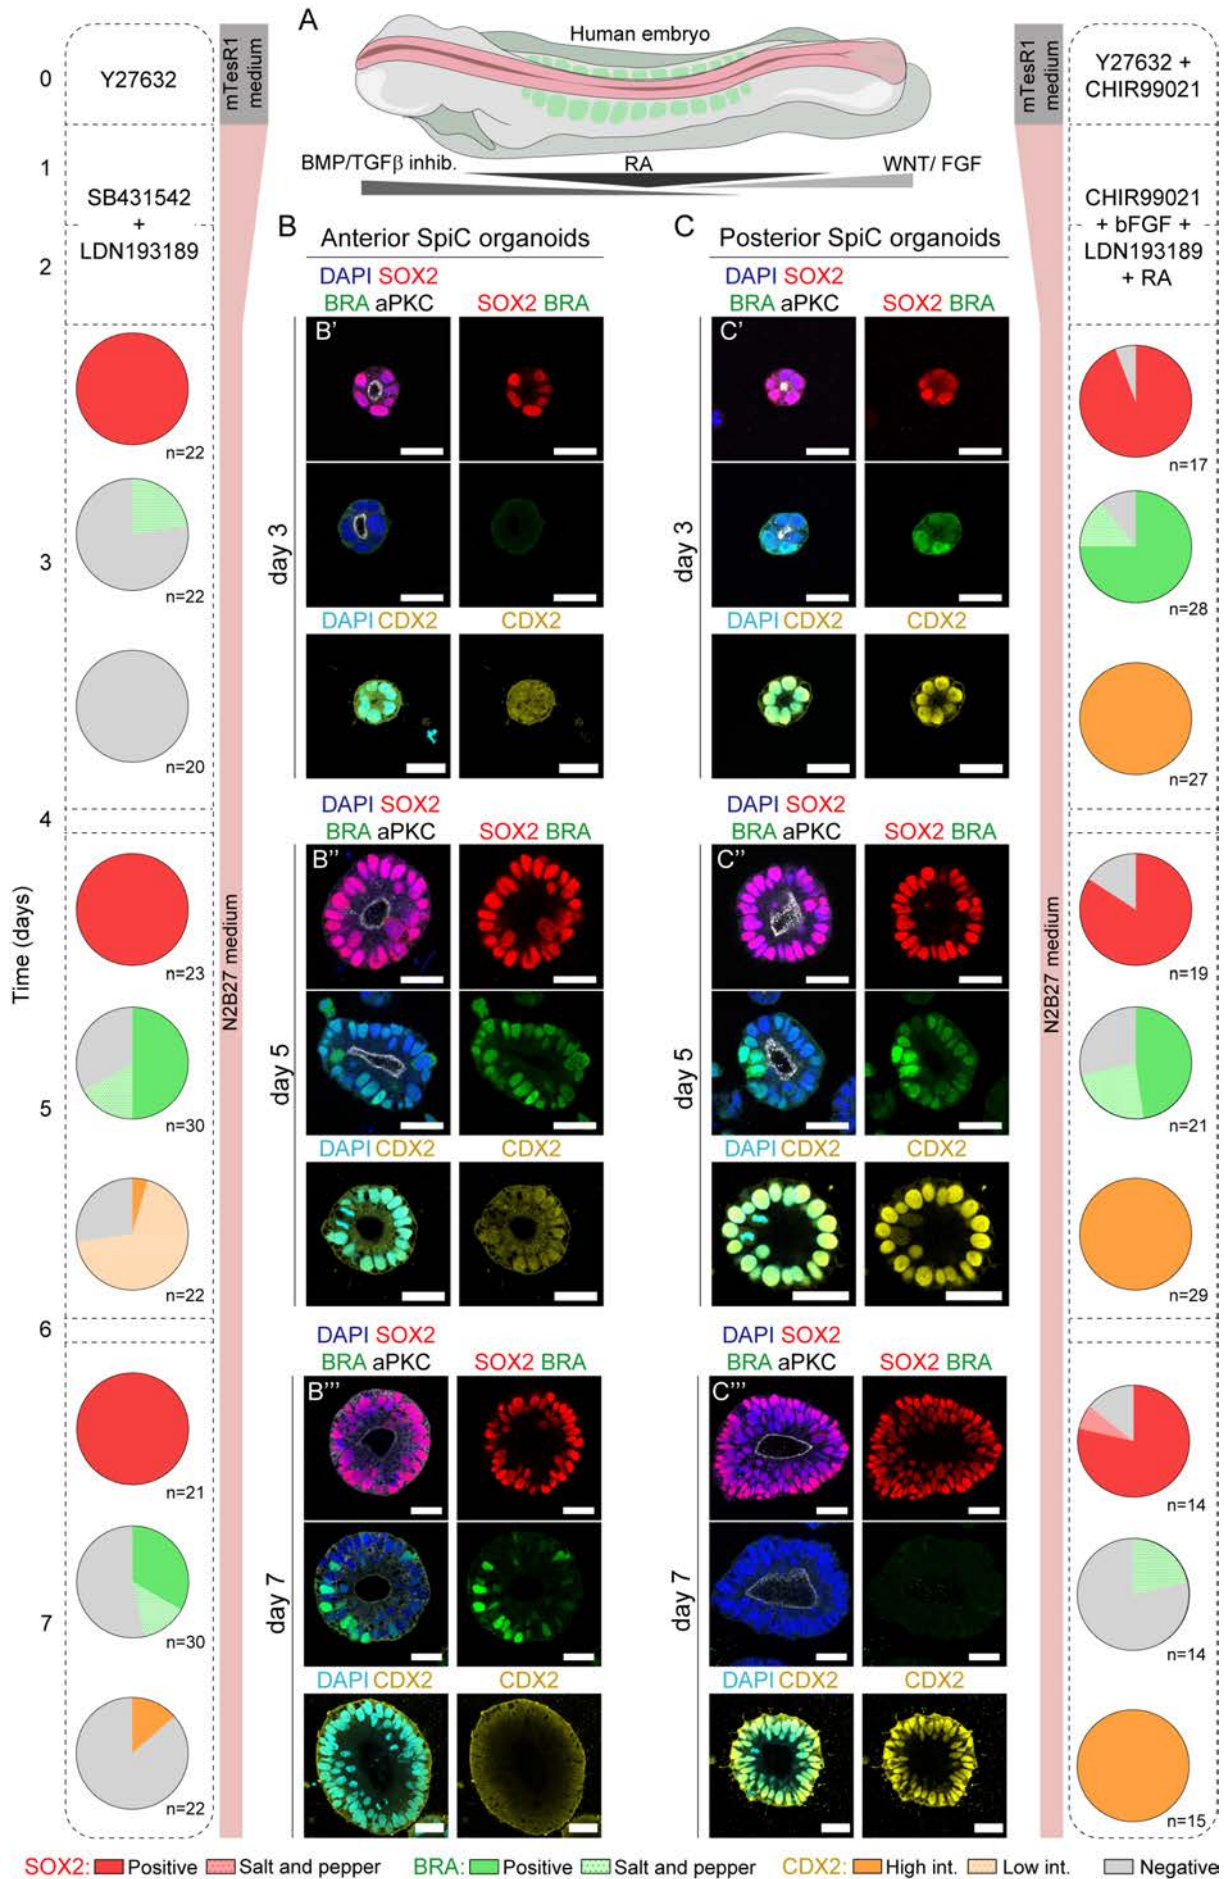 A
Human embryo
BMP/TGFβ inhib.
RA
WNT/ FGF
Time (days)
0
1
2
3
4
5
6
7
Y27632
SB431542
+
LDN193189
mTesR1
medium
N2B27 medium
n=22
n=22
n=20
n=23
n=30
n=22
n=21
n=30
n=22
B
Anterior SpiC organoids
day 3
DAPI SOX2
BRA aPKC
SOX2 BRA
B'
DAPI CDX2
CDX2
day 5
DAPI SOX2
BRA aPKC
SOX2 BRA
B''
DAPI CDX2
CDX2
day 7
DAPI SOX2
BRA aPKC
SOX2 BRA
B'''
DAPI CDX2
CDX2
C
Posterior SpiC organoids
day 3
DAPI SOX2
BRA aPKC
SOX2 BRA
C'
DAPI CDX2
CDX2
day 5
DAPI SOX2
BRA aPKC
SOX2 BRA
C''
DAPI CDX2
CDX2
day 7
DAPI SOX2
BRA aPKC
SOX2 BRA
C'''
DAPI CDX2
CDX2
mTesR1
medium
N2B27 medium
Y27632 +
CHIR99021
CHIR99021
+ bFGF +
LDN193189
+ RA
n=17
n=28
n=27
n=19
n=21
n=29
n=14
n=14
n=15
SOX2: Positive Salt and pepper BRA: Positive Salt and pepper CDX2: High int. Low int. Negative